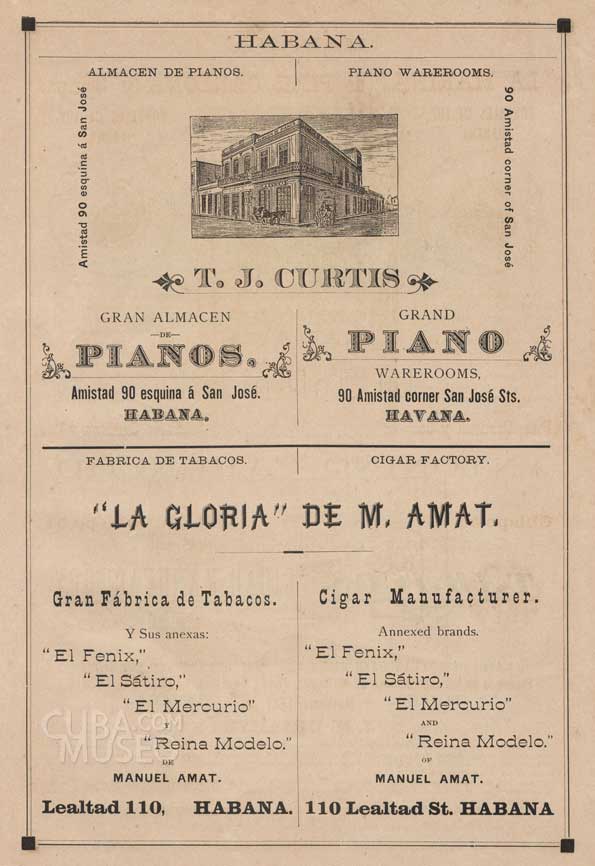 HABANA.
ALMACEN DE PIANOS.
PIANO WAREROOMS.
Amistad 90 esquina á San José
90 Amistad corner of San José
T. J. CURTIS
GRAN ALMACEN
—DE—
PIANOS.
Amistad 90 esquina á San José.
HABANA.
GRAND
PIANO
WAREROOMS,
90 Amistad corner San José Sts.
HAVANA.
FABRICA DE TABACOS.
CIGAR FACTORY.
"LA GLORIA" DE M. AMAT.
Gran Fábrica de Tabacos.
Y Sus anexas:
"El Fenix,"
"El Sátiro,"
"El Mercurio"
Y
"Reina Modelo."
DE
MANUEL AMAT.
Lealtad 110, HABANA.
Cigar Manufacturer.
Annexed brands.
"El Fenix,"
"El Sátiro,"
"El Mercurio"
AND
"Reina Modelo."
OF
MANUEL AMAT.
110 Lealtad St. HABANA
CUBA.COM
MUSEO